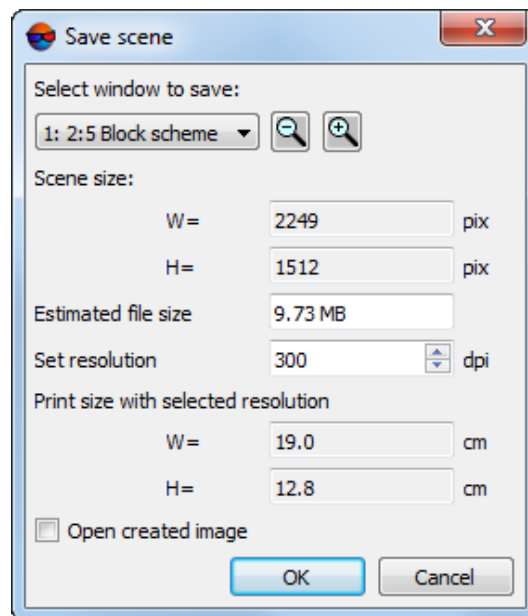 Save scene
Select window to save:
1: 2:5 Block scheme
Scene size:
W= 2249 pix
H= 1512 pix
Estimated file size 9.73 MB
Set resolution 300 dpi
Print size with selected resolution
W= 19.0 cm
H= 12.8 cm
Open created image
OK Cancel